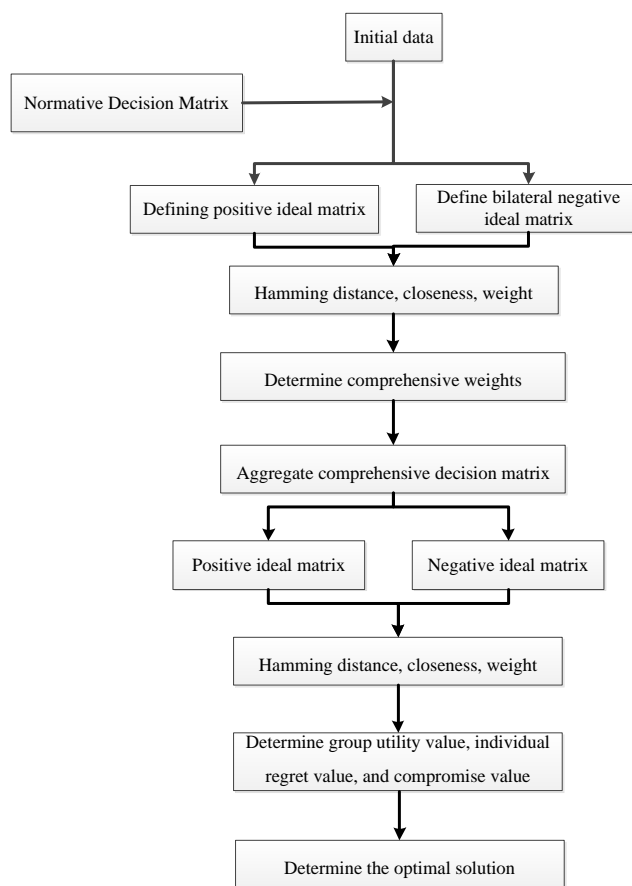 Initial data
Normative Decision Matrix
Defining positive ideal matrix
Define bilateral negative
ideal matrix
Hamming distance, closeness, weight
Determine comprehensive weights
Aggregate comprehensive decision matrix
Positive ideal matrix
Negative ideal matrix
Hamming distance, closeness, weight
Determine group utility value, individual
regret value, and compromise value
Determine the optimal solution